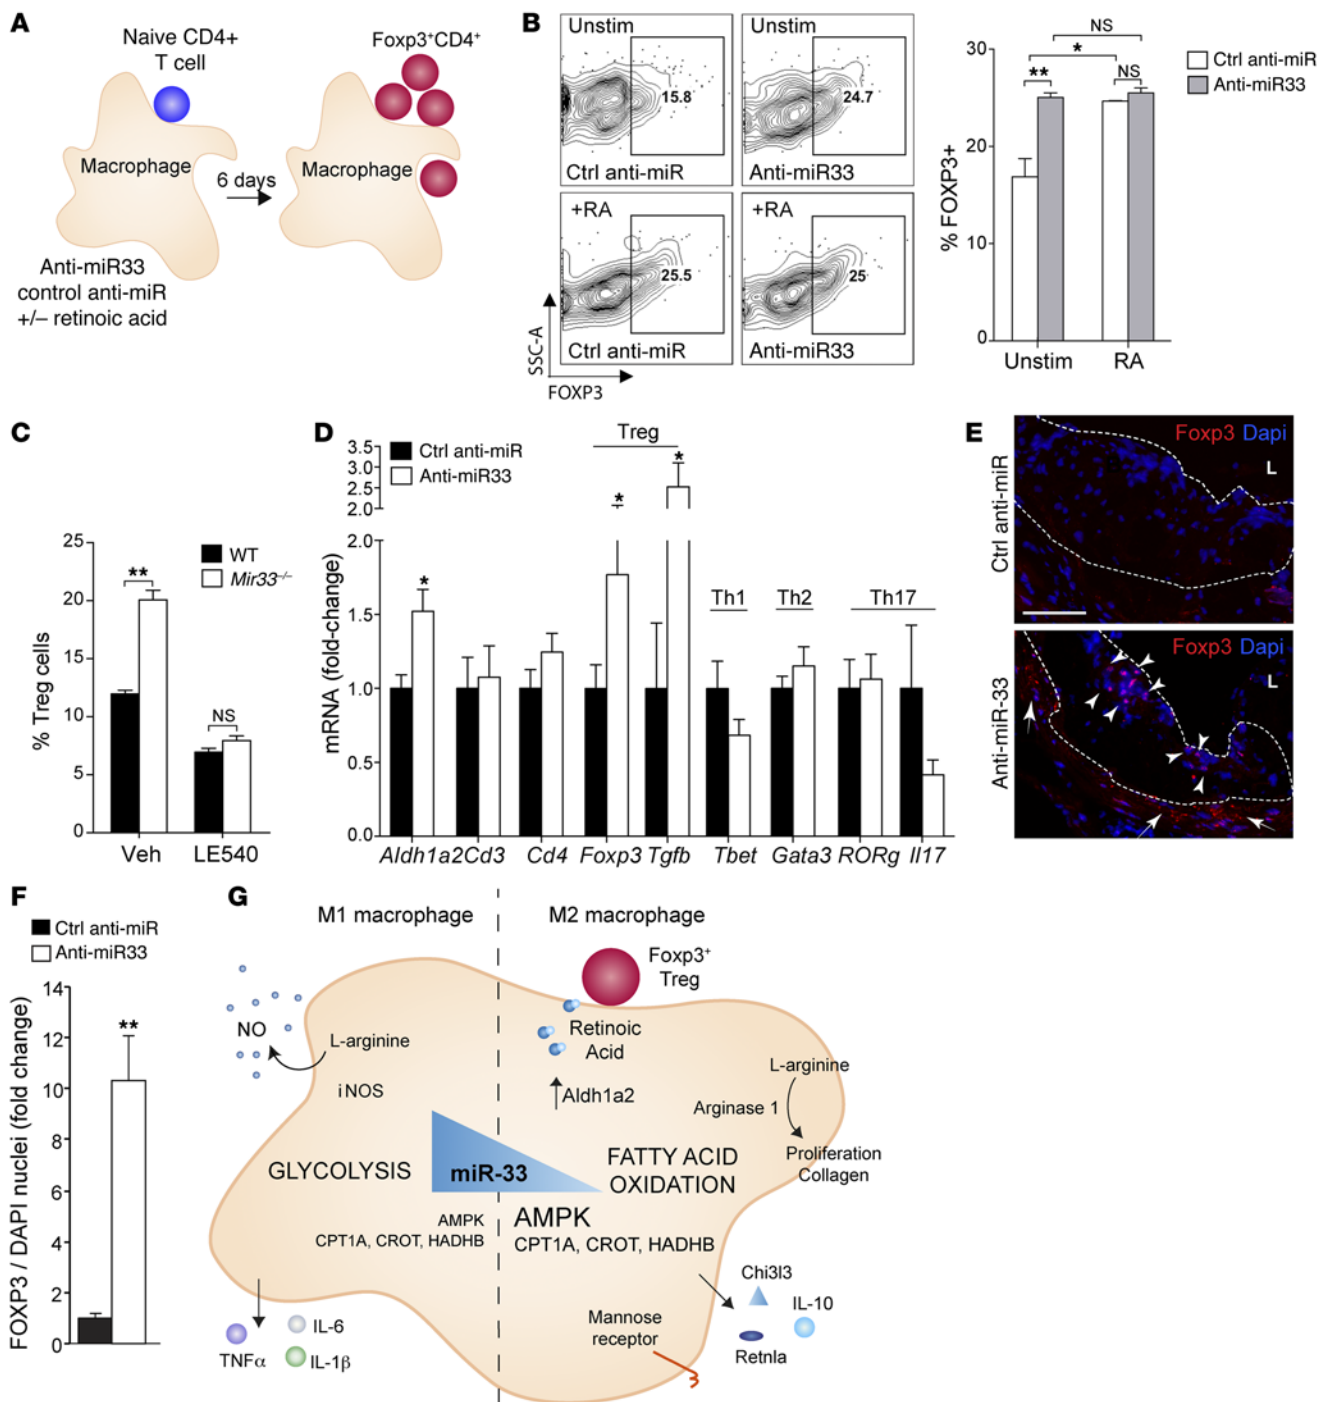 A
Naive CD4+
T cell
Macrophage
Anti-miR33
control anti-miR
+/– retinoic acid
6 days
Foxp3⁺CD4⁺
Macrophage
B
Unstim
15.8
Ctrl anti-miR
Unstim
24.7
Anti-miR33
+RA
25.5
Ctrl anti-miR
+RA
25
Anti-miR33
SSC-A
FOXP3
% FOXP3+
30
20
10
0
NS
*
**
NS
Unstim
RA
Ctrl anti-miR
Anti-miR33
C
% Treg cells
25
20
15
10
5
0
WT
Mir33⁻/⁻
**
NS
Veh
LE540
D
Ctrl anti-miR
Anti-miR33
mRNA (fold-change)
3.5
3.0
2.5
2.0
2.0
1.5
1.0
0.5
0.0
Treg
*
*
*
Th1
Th2
Th17
Aldh1a2
Cd3
Cd4
Foxp3
Tgfb
Tbet
Gata3
RORg
Il17
E
Ctrl anti-miR
Foxp3 Dapi
L
Anti-miR-33
Foxp3 Dapi
L
F
Ctrl anti-miR
Anti-miR33
FOXP3 / DAPI nuclei (fold change)
14
12
10
8
6
4
2
0
**
G
M1 macrophage
M2 macrophage
Foxp3⁺
Treg
NO
L-arginine
iNOS
Retinoic
Acid
Aldh1a2
L-arginine
Arginase 1
Proliferation
Collagen
GLYCOLYSIS
miR-33
FATTY ACID
OXIDATION
AMPK
CPT1A, CROT, HADHB
AMPK
CPT1A, CROT, HADHB
TNFα
IL-6
IL-1β
Mannose
receptor
Chi3l3
IL-10
Retnla